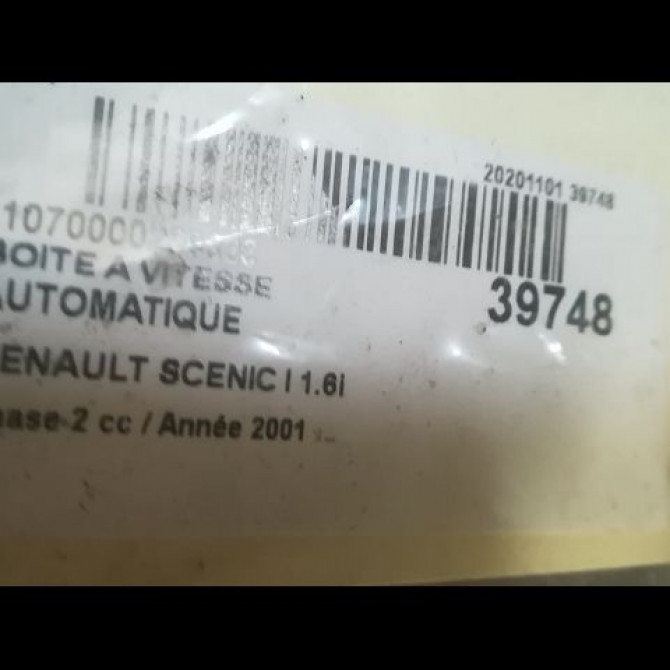 20201101 39748
1070000
39748
BOITE A VITESSE
AUTOMATIQUE
ENAULT SCENIC I 1.6i
hase 2 cc / Année 2001